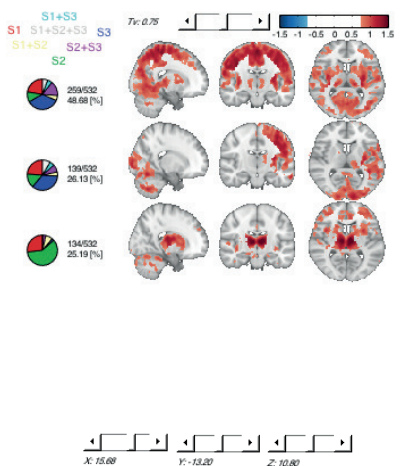 S1+S3
S1 S1+S2+S3 S3
S1+S2 S2+S3
S2
Tv: 0.75
-1.5 -1 -0.5 0 0.5 1 1.5
259/532
48.68 [%]
139/532
26.13 [%]
134/532
25.19 [%]
X: 15.68 Y: -13.20 Z: 10.80